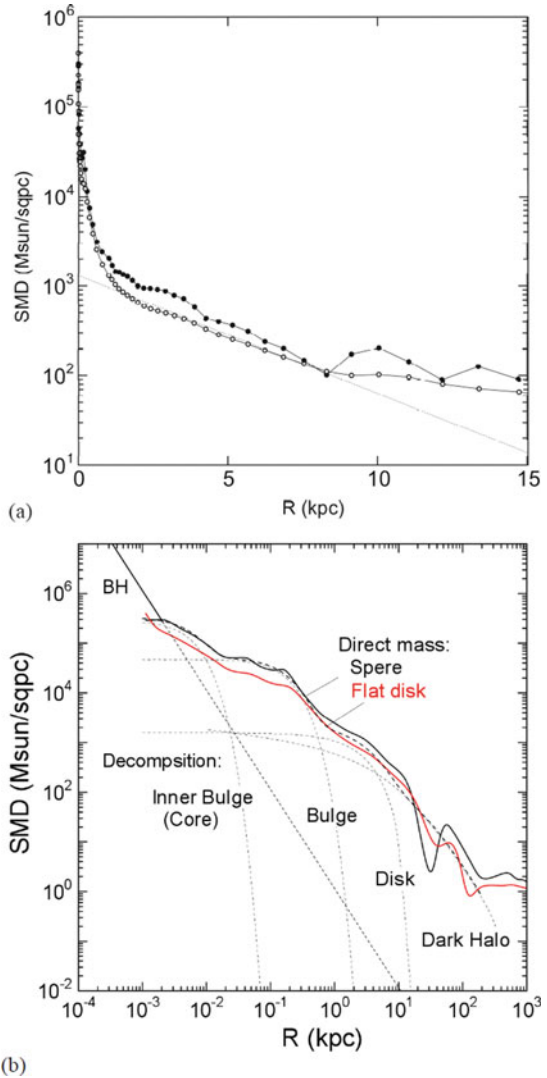 10^6
10^5
10^4
10^3
10^2
10^1
SMD (Msun/sqpc)
0 5 10 15
R (kpc)
(a)
10^6
10^4
10^2
10^0
10^-2
SMD (Msun/sqpc)
BH
Direct mass:
Spere
Flat disk
Decompsition:
Inner Bulge
(Core)
Bulge
Disk
Dark Halo
10^-4 10^-3 10^-2 10^-1 10^0 10^1 10^2 10^3
R (kpc)
(b)